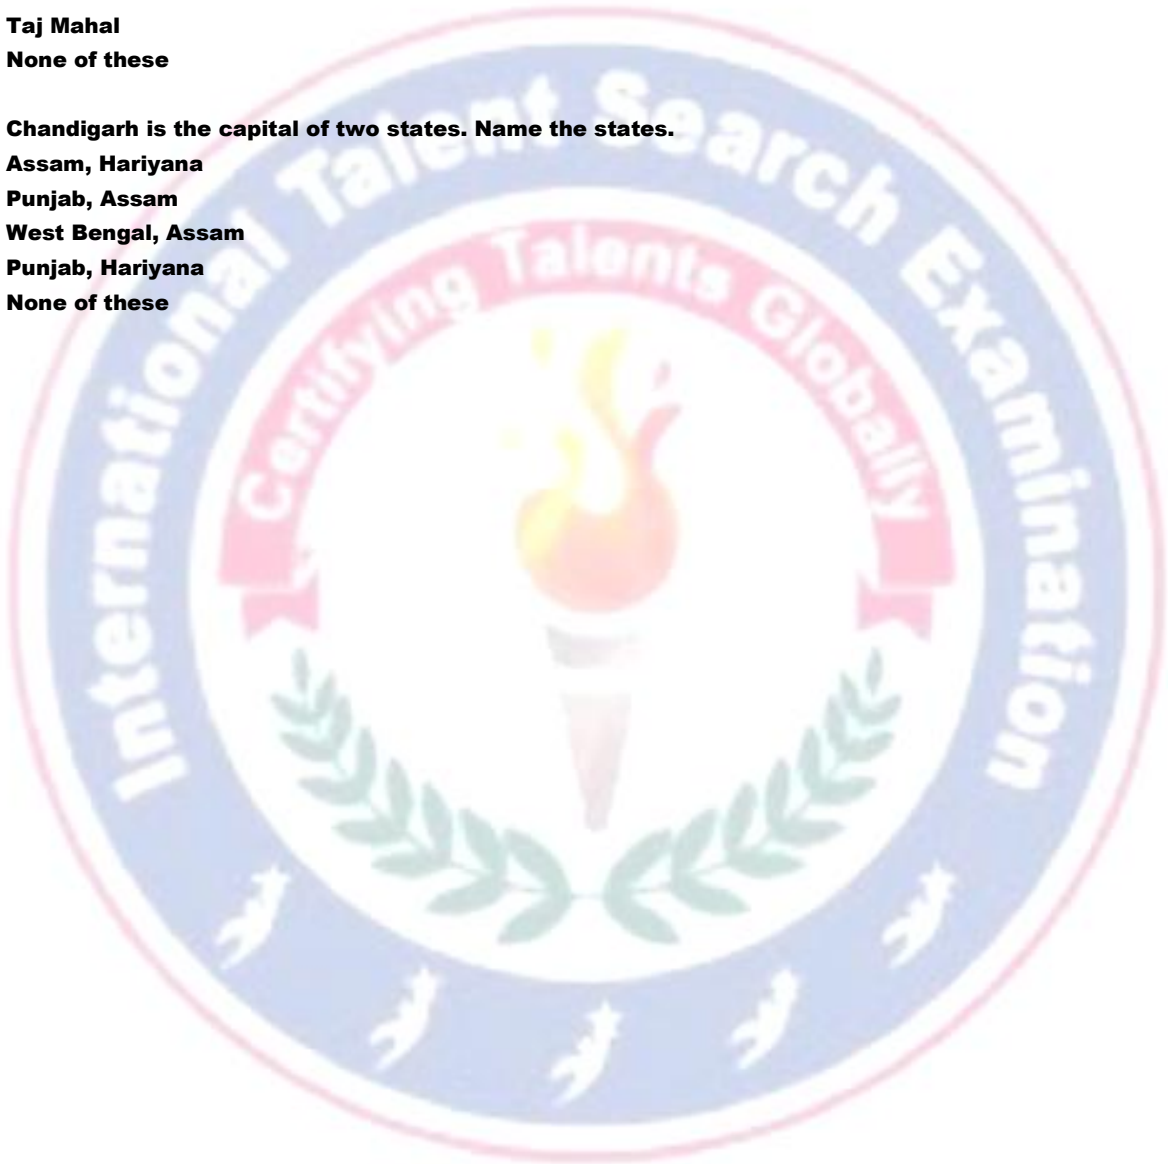 Taj Mahal
None of these
Chandigarh is the capital of two states. Name the states.
Assam, Hariyana
Punjab, Assam
West Bengal, Assam
Punjab, Hariyana
None of these
International Talent Search Examination
Certifying Talents Globally